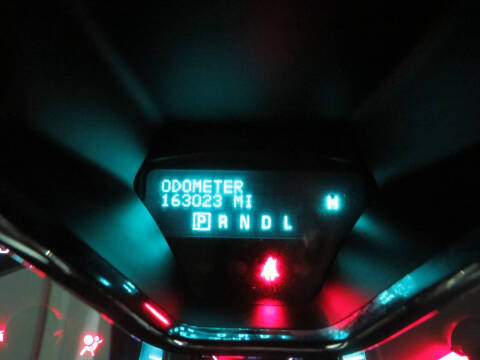 ODOMETER
163023 MI W
P R N D L